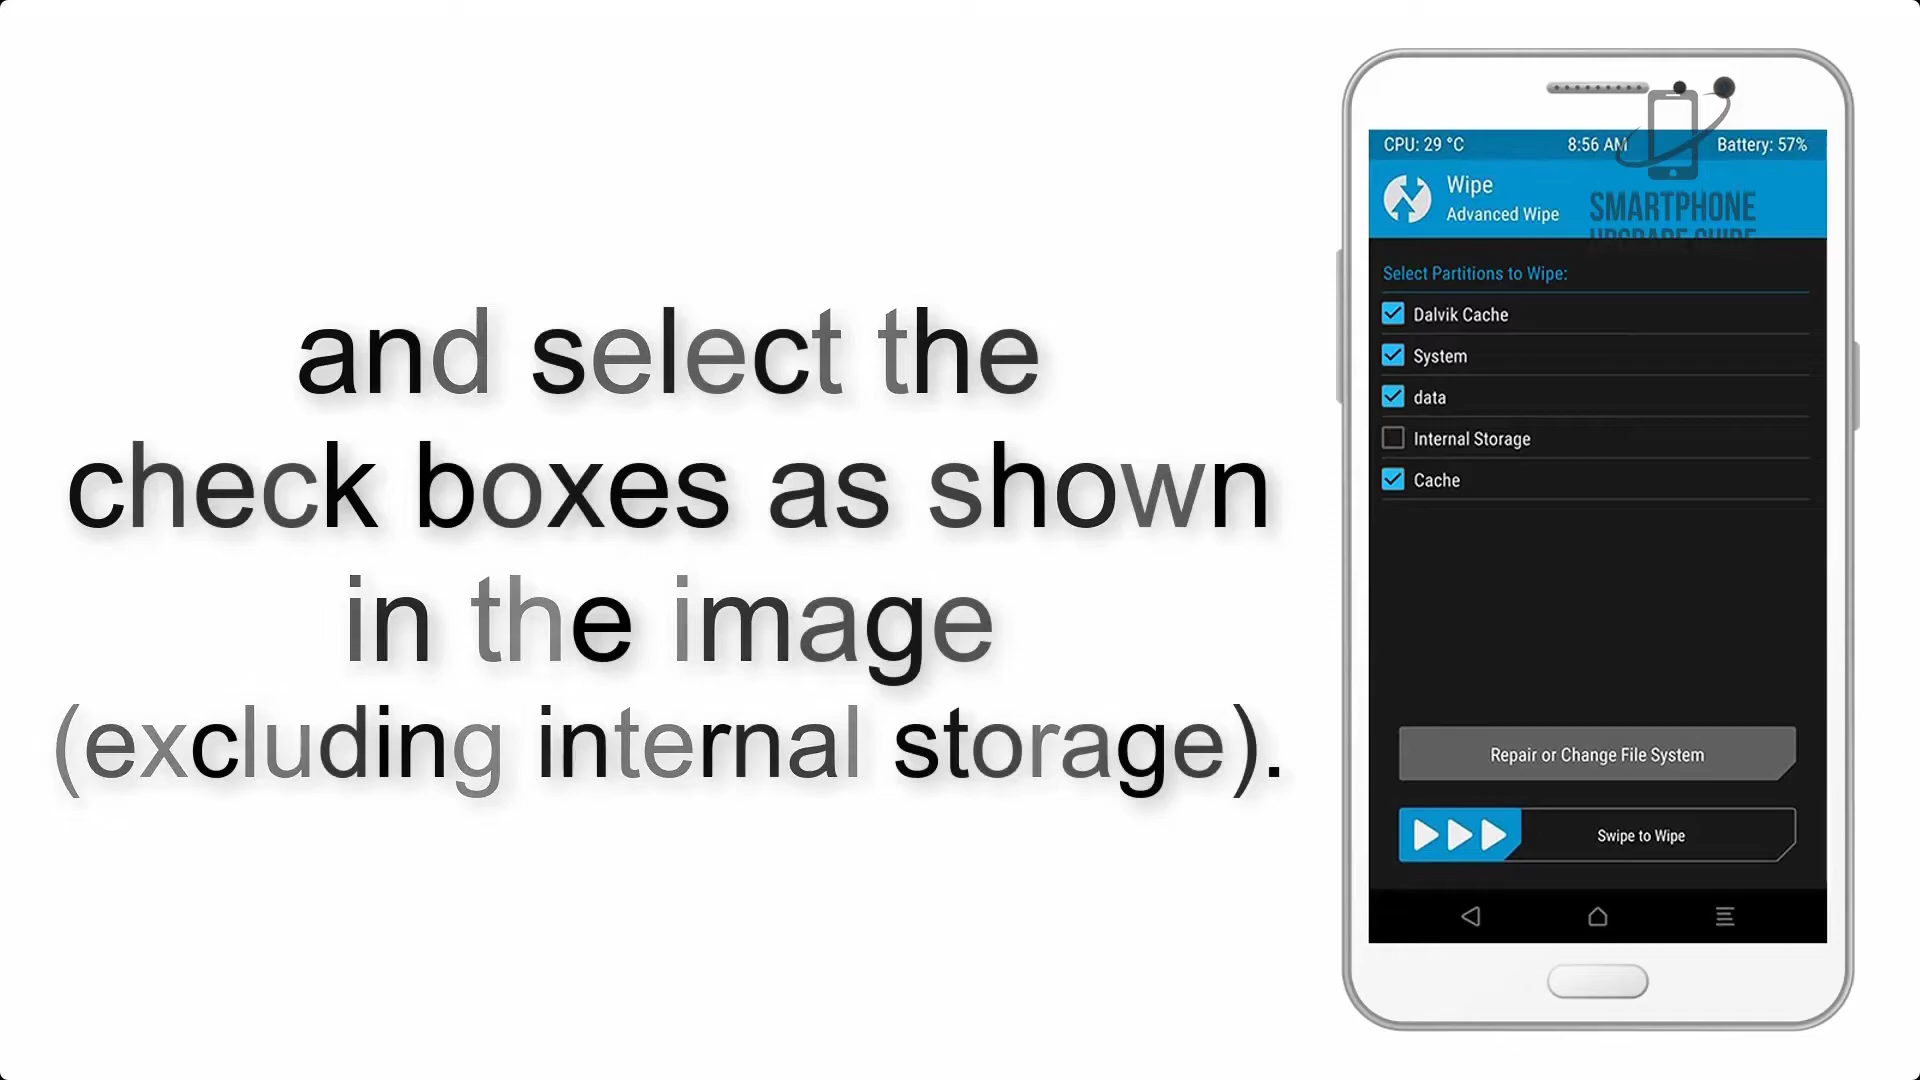 and select the
check boxes as shown
in the image
(excluding internal storage).
CPU: 29 °C 8:56 AM Battery: 57%
Wipe
Advanced Wipe
SMARTPHONE
UPGRADE GUIDE
Select Partitions to Wipe:
Dalvik Cache
System
data
Internal Storage
Cache
Repair or Change File System
Swipe to Wipe